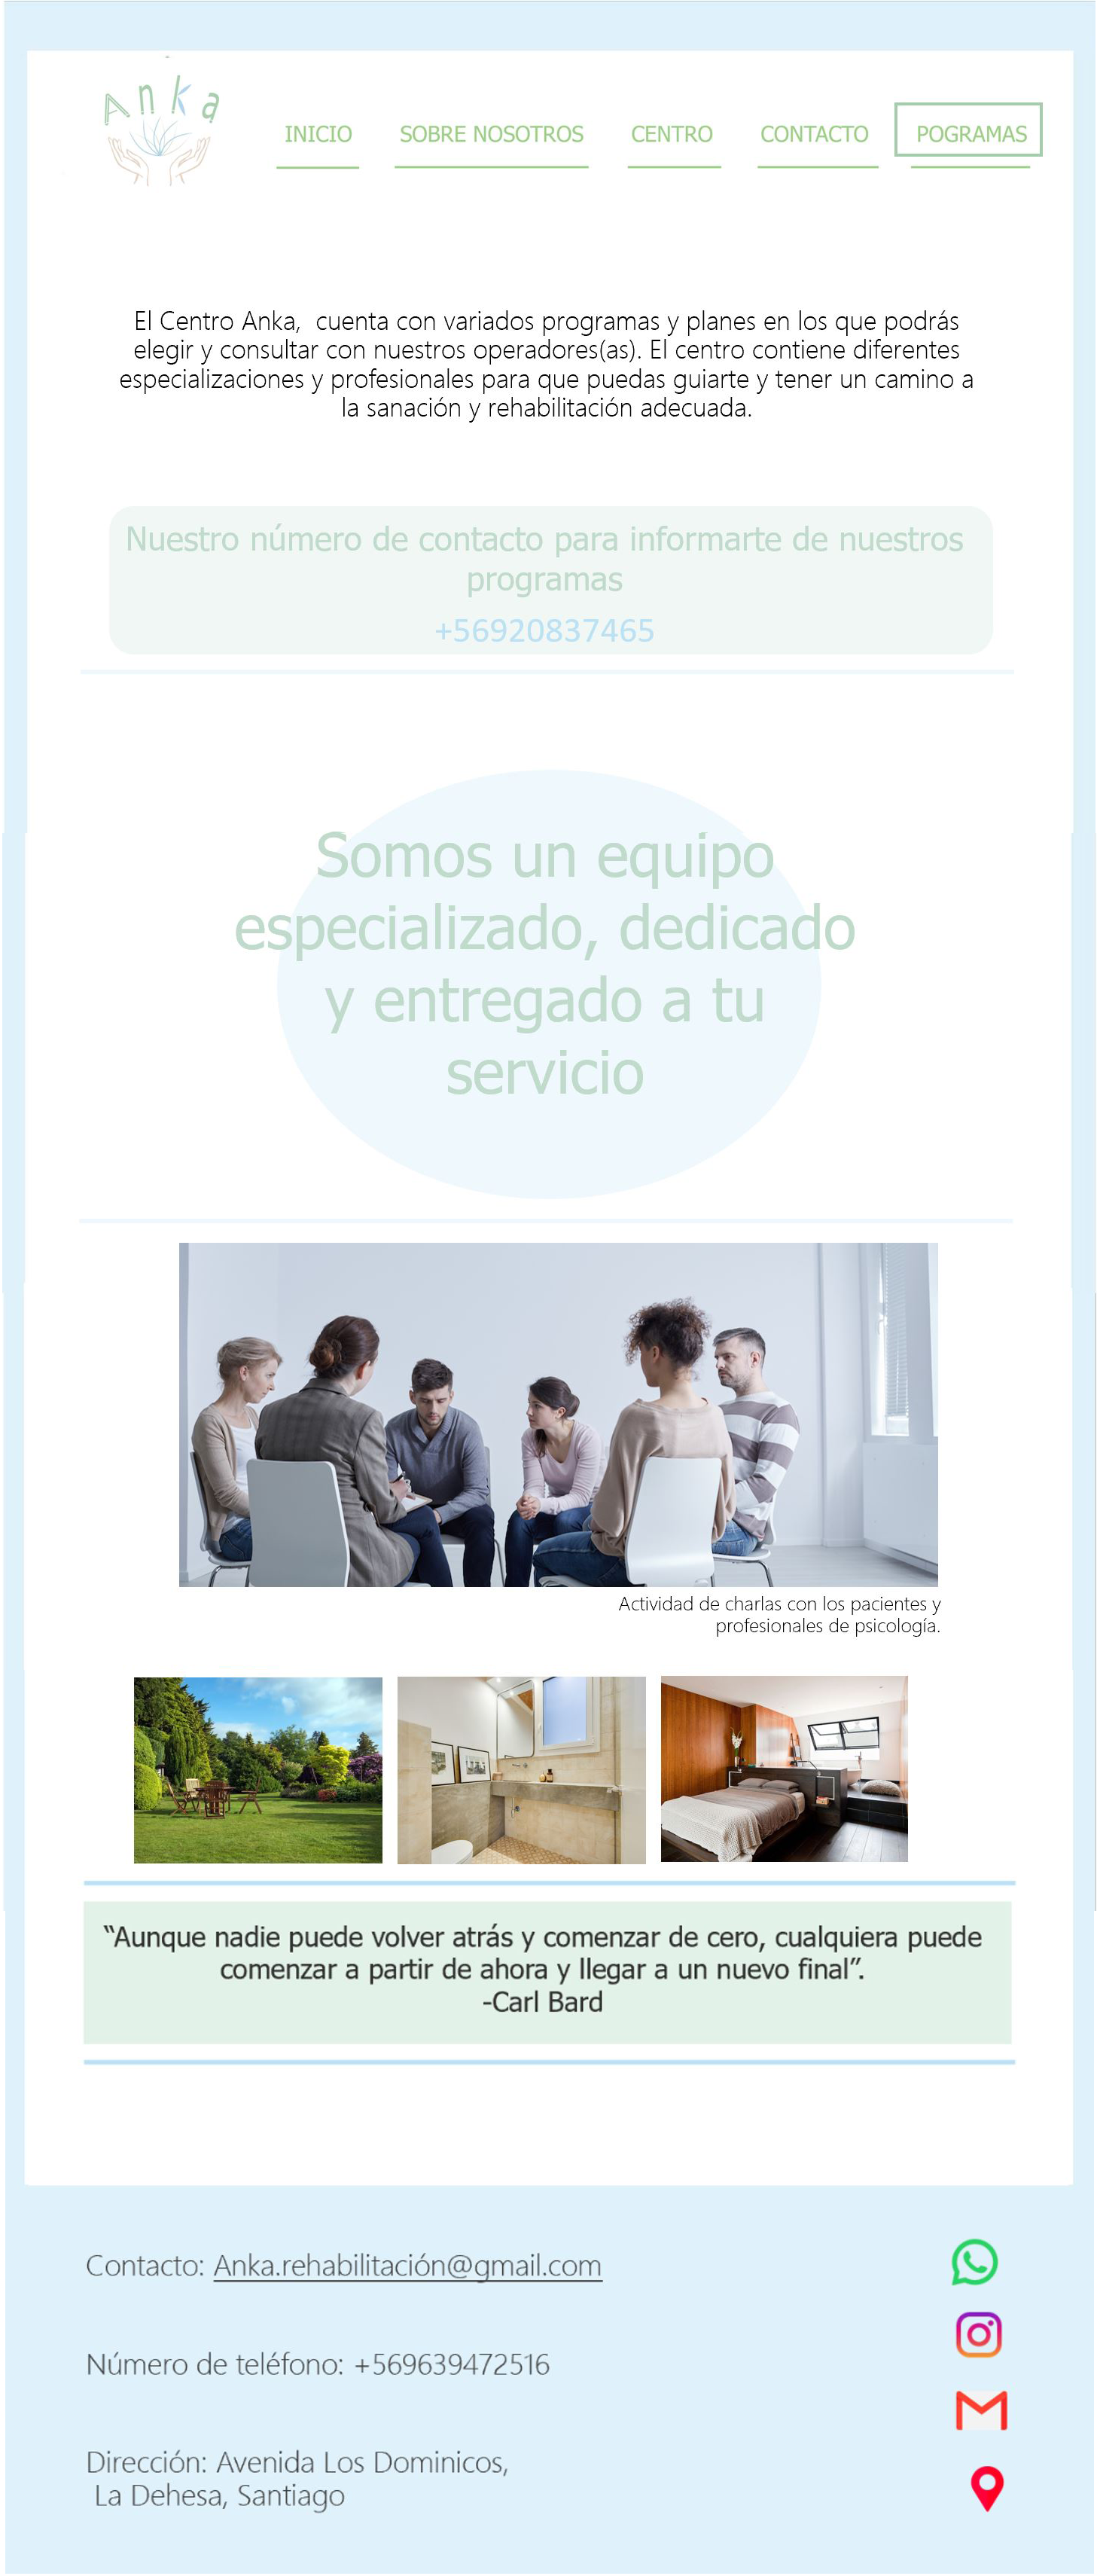 Anka
INICIO
SOBRE NOSOTROS
CENTRO
CONTACTO
POGRAMAS
El Centro Anka, cuenta con variados programas y planes en los que podrás
elegir y consultar con nuestros operadores(as). El centro contiene diferentes
especializaciones y profesionales para que puedas guiarte y tener un camino a
la sanación y rehabilitación adecuada.
Nuestro número de contacto para informarte de nuestros
programas
+56920837465
Somos un equipo
especializado, dedicado
y entregado a tu
servicio
Actividad de charlas con los pacientes y
profesionales de psicología.
“Aunque nadie puede volver atrás y comenzar de cero, cualquiera puede
comenzar a partir de ahora y llegar a un nuevo final”.
-Carl Bard
Contacto: Anka.rehabilitación@gmail.com
Número de teléfono: +569639472516
Dirección: Avenida Los Dominicos,
La Dehesa, Santiago